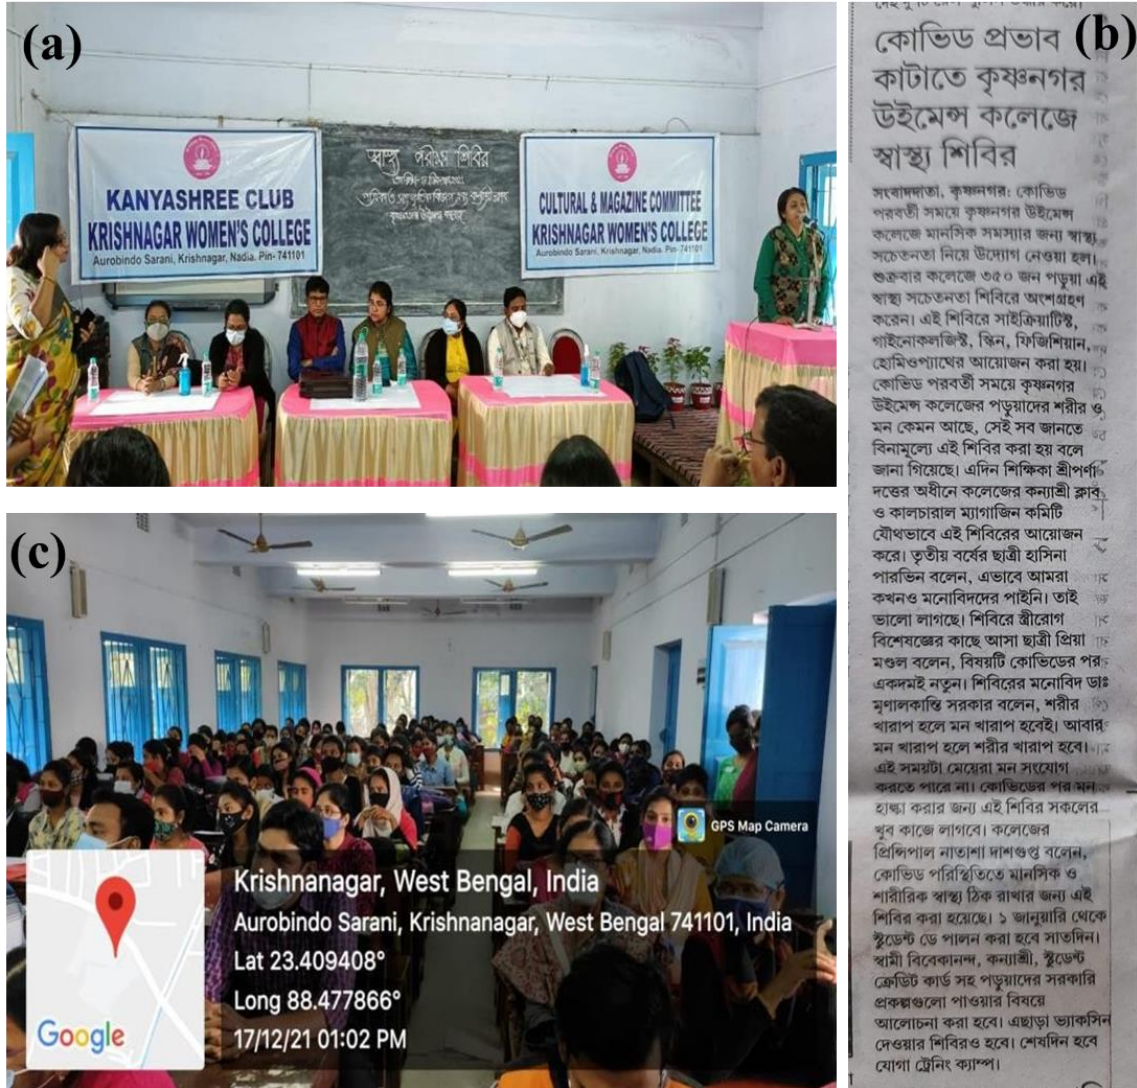 (a)
KANYASHREE CLUB
KRISHNAGAR WOMEN'S COLLEGE
Aurobindo Sarani, Krishnagar, Nadia. Pin- 741101
স্বাস্থ্য পরীক্ষা শিবির
CULTURAL & MAGAZINE COMMITTEE
KRISHNAGAR WOMEN'S COLLEGE
Aurobindo Sarani, Krishnagar, Nadia. Pin- 741101
(b)
কোভিড প্রভাব
কাটাতে কৃষ্ণনগর
উইমেন্স কলেজে
স্বাস্থ্য শিবির
সংবাদদাতা, কৃষ্ণনগর: কোভিড
পরবর্তী সময়ে কৃষ্ণনগর উইমেন্স
কলেজে মানসিক সমস্যার জন্য স্বাস্থ্য
সচেতনতা নিয়ে উদ্যোগ নেওয়া হল।
শুক্রবার কলেজে ৩৫০ জন পড়ুয়া এই
স্বাস্থ্য সচেতনতা শিবিরে অংশগ্রহণ
করেন। এই শিবিরে সাইক্রিয়াটিস্ট,
গাইনোকলজিস্ট, স্কিন, ফিজিশিয়ান,
হোমিওপ্যাথের আয়োজন করা হয়।
কোভিড পরবর্তী সময়ে কৃষ্ণনগর
উইমেন্স কলেজের পড়ুয়াদের শরীর ও
মন কেমন আছে, সেই সব জানতে
বিনামূল্যে এই শিবির করা হয় বলে
জানা গিয়েছে। এদিন শিক্ষিকা শ্রীপর্ণা
দত্তের অধীনে কলেজের কন্যাশ্রী ক্লাব
ও কালচারাল ম্যাগাজিন কমিটি
যৌথভাবে এই শিবিরের আয়োজন
করে। তৃতীয় বর্ষের ছাত্রী হাসিনা
পারভিন বলেন, এভাবে আমরা
কখনও মনোবিদদের পাইনি। তাই
ভালো লাগছে। শিবিরে স্ত্রীরোগ
বিশেষজ্ঞের কাছে আসা ছাত্রী প্রিয়া
মণ্ডল বলেন, বিষয়টি কোভিডের পর
একদমই নতুন। শিবিরের মনোবিদ ডাঃ
মৃণালকান্তি সরকার বলেন, শরীর
খারাপ হলে মন খারাপ হবেই। আবার
মন খারাপ হলে শরীর খারাপ হবে।
এই সময়টা মেয়েরা মন সংযোগ
করতে পারে না। কোভিডের পর মন
হাল্কা করার জন্য এই শিবির সকলের
খুব কাজে লাগবে। কলেজের
প্রিন্সিপাল নাতাশা দাশগুপ্ত বলেন,
কোভিড পরিস্থিতিতে মানসিক ও
শারীরিক স্বাস্থ্য ঠিক রাখার জন্য এই
শিবির করা হয়েছে। ১ জানুয়ারি থেকে
স্টুডেন্ট ডে পালন করা হবে সাতদিন।
স্বামী বিবেকানন্দ, কন্যাশ্রী, স্টুডেন্ট
ক্রেডিট কার্ড সহ পড়ুয়াদের সরকারি
প্রকল্পগুলো পাওয়ার বিষয়ে
আলোচনা করা হবে। এছাড়া ভ্যাকসিন
দেওয়ার শিবিরও হবে। শেষদিন হবে
যোগা ট্রেনিং ক্যাম্প।
(c)
GPS Map Camera
Krishnanagar, West Bengal, India
Aurobindo Sarani, Krishnanagar, West Bengal 741101, India
Lat 23.409408°
Long 88.477866°
17/12/21 01:02 PM
Google